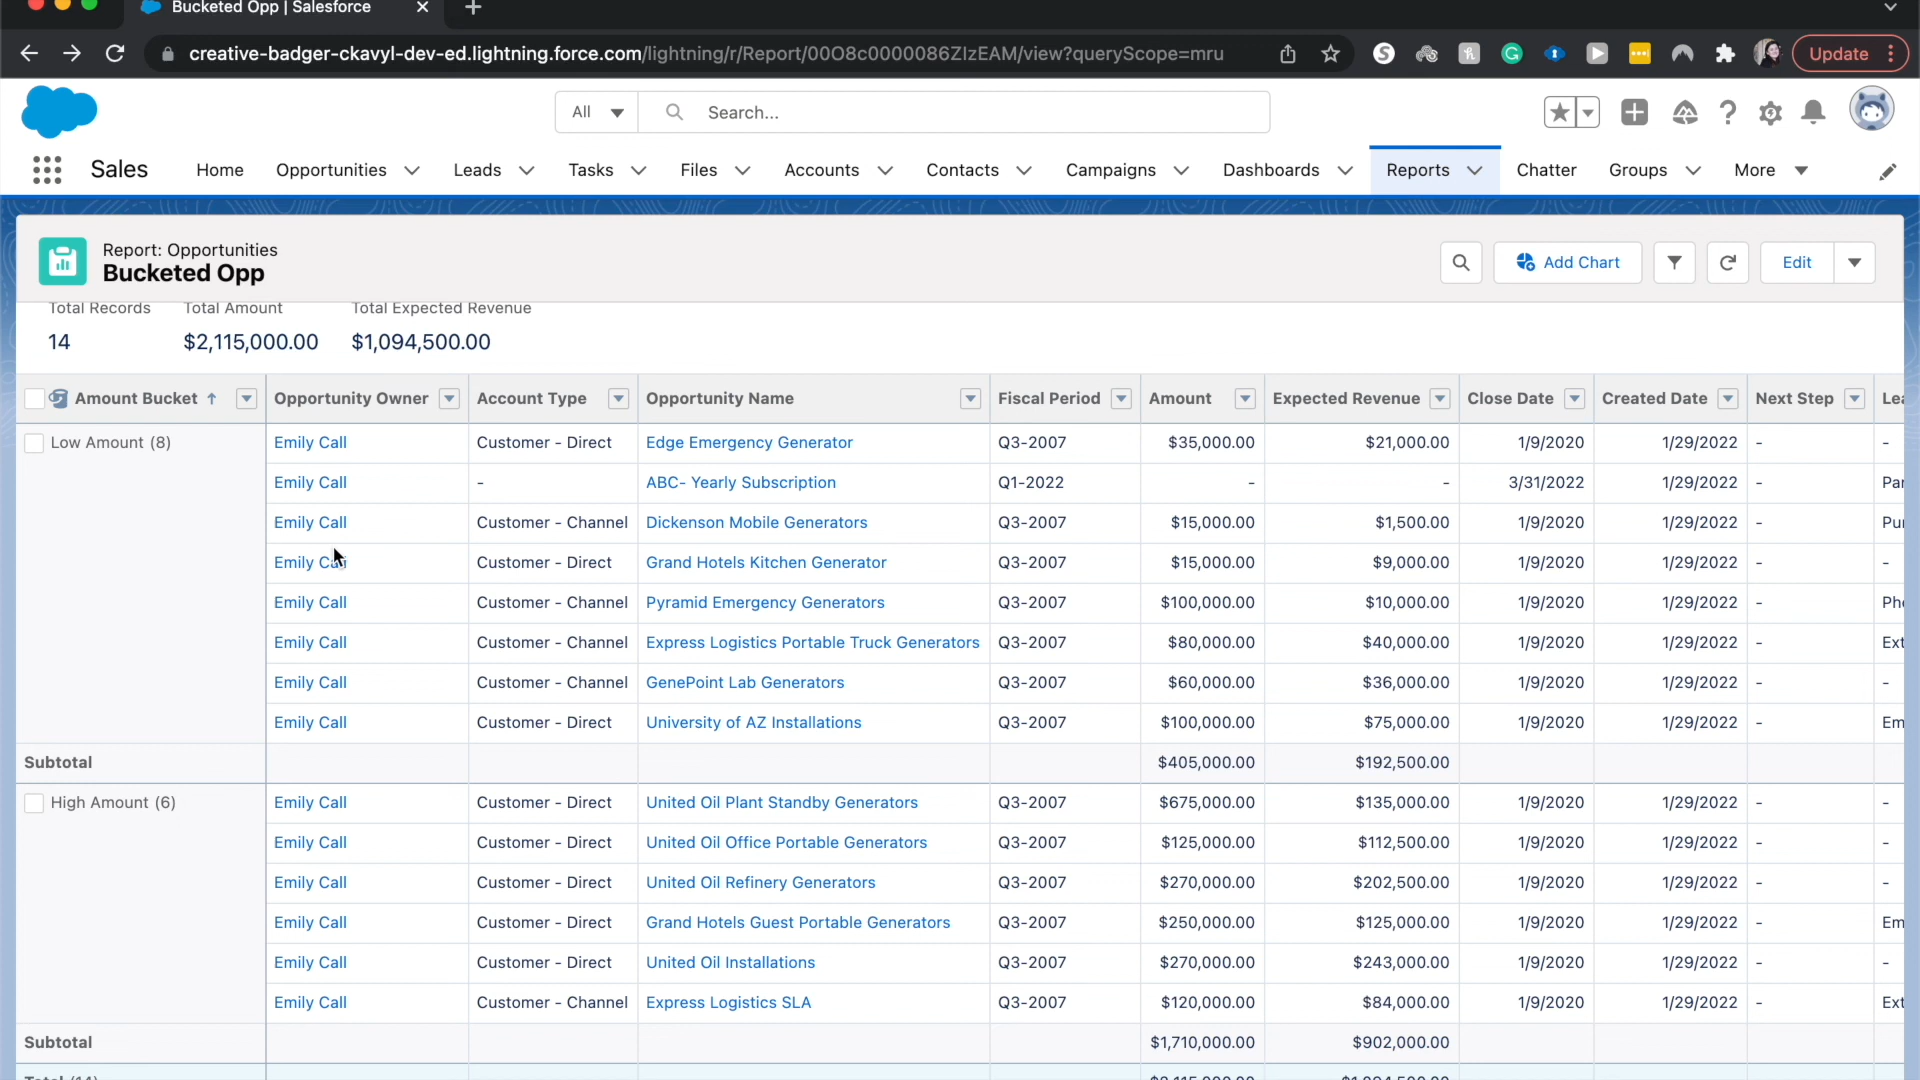 Bucketed Opp | Salesforce
creative-badger-ckavyl-dev-ed.lightning.force.com/lightning/r/Report/00O8c0000086ZIzEAM/view?queryScope=mru
Update
All
Search...
Sales
Home
Opportunities
Leads
Tasks
Files
Accounts
Contacts
Campaigns
Dashboards
Reports
Chatter
Groups
More
Report: Opportunities
Bucketed Opp
Add Chart
Edit
Total Records Total Amount Total Expected Revenue
14 $2,115,000.00 $1,094,500.00
Amount Bucket ↑ Opportunity Owner Account Type Opportunity Name Fiscal Period Amount Expected Revenue Close Date Created Date Next Step Lea
Low Amount (8) Emily Call Customer - Direct Edge Emergency Generator Q3-2007 $35,000.00 $21,000.00 1/9/2020 1/29/2022 - -
Emily Call - ABC- Yearly Subscription Q1-2022 - - 3/31/2022 1/29/2022 - Par
Emily Call Customer - Channel Dickenson Mobile Generators Q3-2007 $15,000.00 $1,500.00 1/9/2020 1/29/2022 - Pur
Emily Call Customer - Direct Grand Hotels Kitchen Generator Q3-2007 $15,000.00 $9,000.00 1/9/2020 1/29/2022 - -
Emily Call Customer - Channel Pyramid Emergency Generators Q3-2007 $100,000.00 $10,000.00 1/9/2020 1/29/2022 - Pho
Emily Call Customer - Channel Express Logistics Portable Truck Generators Q3-2007 $80,000.00 $40,000.00 1/9/2020 1/29/2022 - Ext
Emily Call Customer - Channel GenePoint Lab Generators Q3-2007 $60,000.00 $36,000.00 1/9/2020 1/29/2022 - -
Emily Call Customer - Direct University of AZ Installations Q3-2007 $100,000.00 $75,000.00 1/9/2020 1/29/2022 - Em
Subtotal $405,000.00 $192,500.00
High Amount (6) Emily Call Customer - Direct United Oil Plant Standby Generators Q3-2007 $675,000.00 $135,000.00 1/9/2020 1/29/2022 - -
Emily Call Customer - Direct United Oil Office Portable Generators Q3-2007 $125,000.00 $112,500.00 1/9/2020 1/29/2022 - -
Emily Call Customer - Direct United Oil Refinery Generators Q3-2007 $270,000.00 $202,500.00 1/9/2020 1/29/2022 - -
Emily Call Customer - Direct Grand Hotels Guest Portable Generators Q3-2007 $250,000.00 $125,000.00 1/9/2020 1/29/2022 - Em
Emily Call Customer - Direct United Oil Installations Q3-2007 $270,000.00 $243,000.00 1/9/2020 1/29/2022 - -
Emily Call Customer - Channel Express Logistics SLA Q3-2007 $120,000.00 $84,000.00 1/9/2020 1/29/2022 - Ext
Subtotal $1,710,000.00 $902,000.00
Total (14) $2,115,000.00 $1,094,500.00